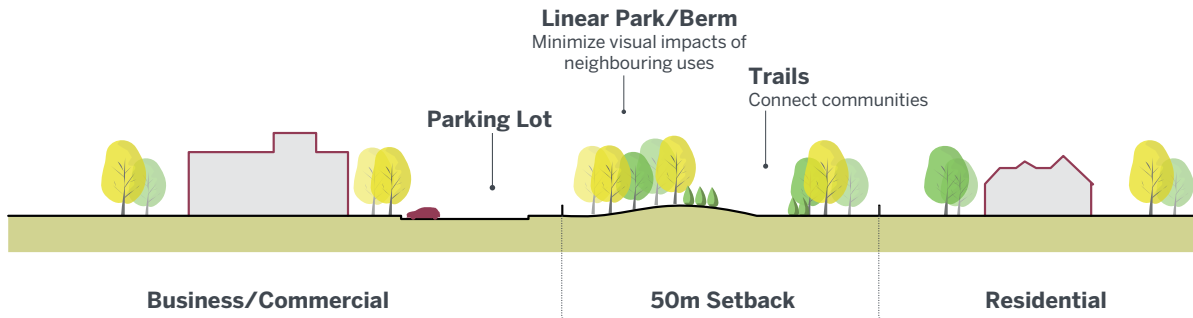 Linear Park/Berm
Minimize visual impacts of
neighbouring uses
Trails
Connect communities
Parking Lot
Business/Commercial
50m Setback
Residential